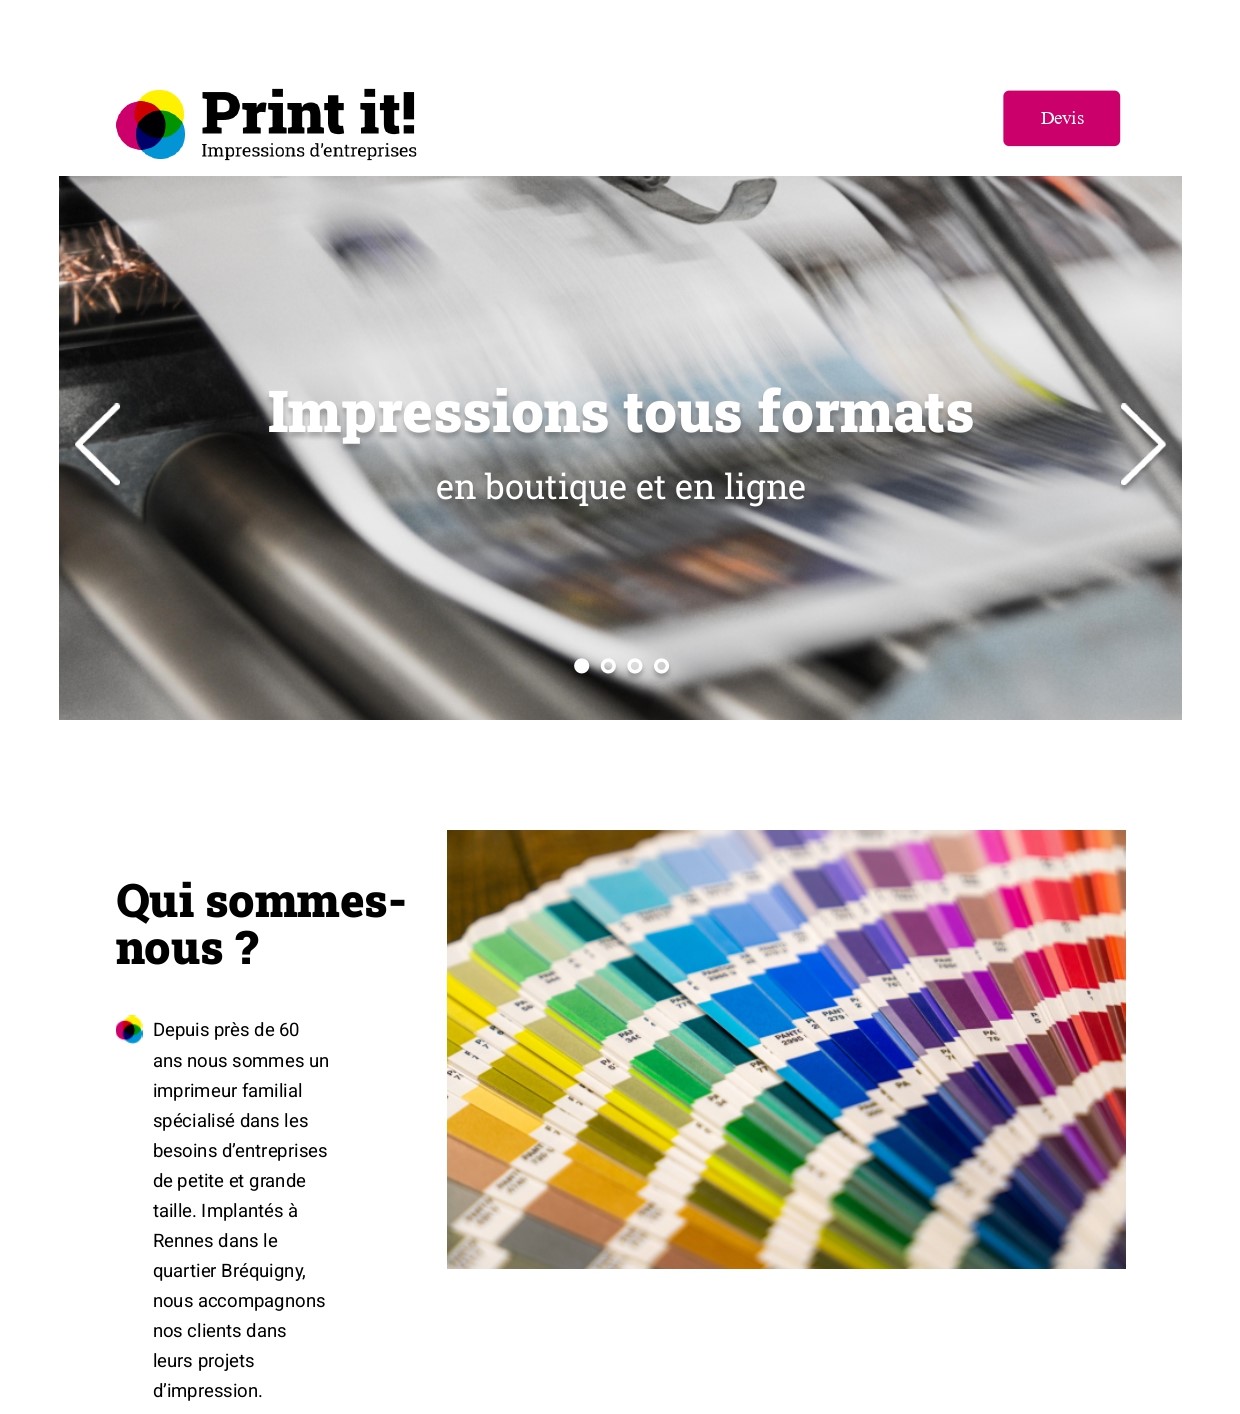 Print it!
Impressions d’entreprises
Devis
Impressions tous formats
en boutique et en ligne
Qui sommes-
nous ?
Depuis près de 60
ans nous sommes un
imprimeur familial
spécialisé dans les
besoins d’entreprises
de petite et grande
taille. Implantés à
Rennes dans le
quartier Bréquigny,
nous accompagnons
nos clients dans
leurs projets
d’impression.